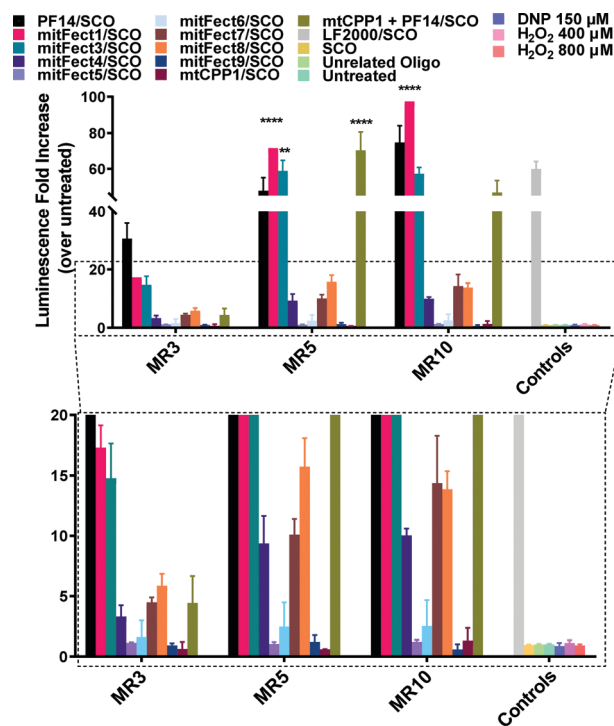 PF14/SCO
mitFect1/SCO
mitFect3/SCO
mitFect4/SCO
mitFect5/SCO
mitFect6/SCO
mitFect7/SCO
mitFect8/SCO
mitFect9/SCO
mtCPP1/SCO
mtCPP1 + PF14/SCO
LF2000/SCO
SCO
Unrelated Oligo
Untreated
DNP 150 µM
H₂O₂ 400 µM
H₂O₂ 800 µM
Luminescence Fold Increase
(over untreated)
100
80
60
40
20
0
****
**
****
****
MR3
MR5
MR10
Controls
20
15
10
5
0
MR3
MR5
MR10
Controls